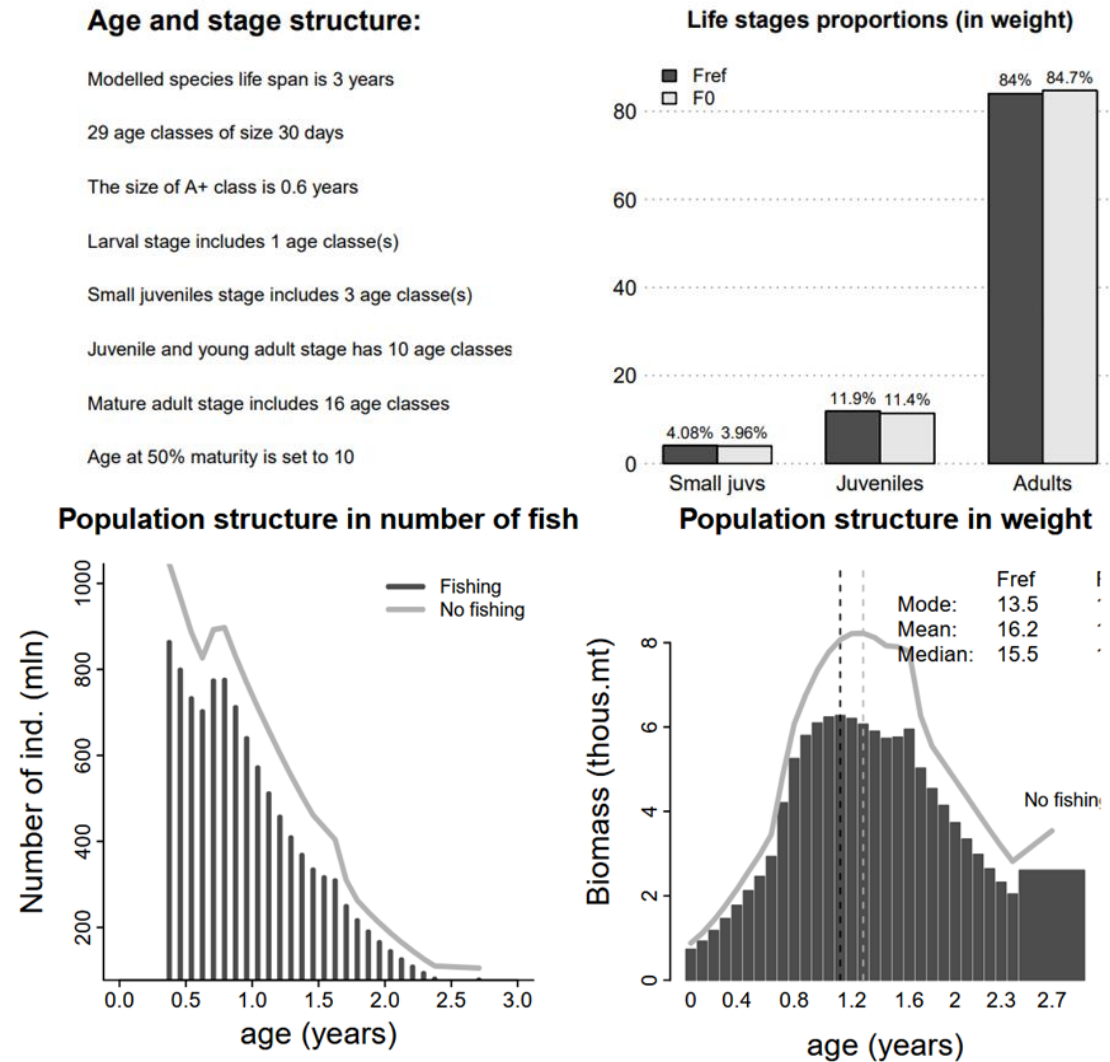 Age and stage structure:
Modelled species life span is 3 years
29 age classes of size 30 days
The size of A+ class is 0.6 years
Larval stage includes 1 age classe(s)
Small juveniles stage includes 3 age classe(s)
Juvenile and young adult stage has 10 age classes
Mature adult stage includes 16 age classes
Age at 50% maturity is set to 10
Life stages proportions (in weight)
Fref
F0
84% 84.7%
11.9% 11.4%
4.08% 3.96%
80
60
40
20
0
Small juvs Juveniles Adults
Population structure in number of fish
Fishing
No fishing
Number of ind. (mln)
1000
800
600
400
200
0.0 0.5 1.0 1.5 2.0 2.5 3.0
age (years)
Population structure in weight
Fref
Mode: 13.5
Mean: 16.2
Median: 15.5
No fishing
Biomass (thous.mt)
8
6
4
2
0
0 0.4 0.8 1.2 1.6 2 2.3 2.7
age (years)